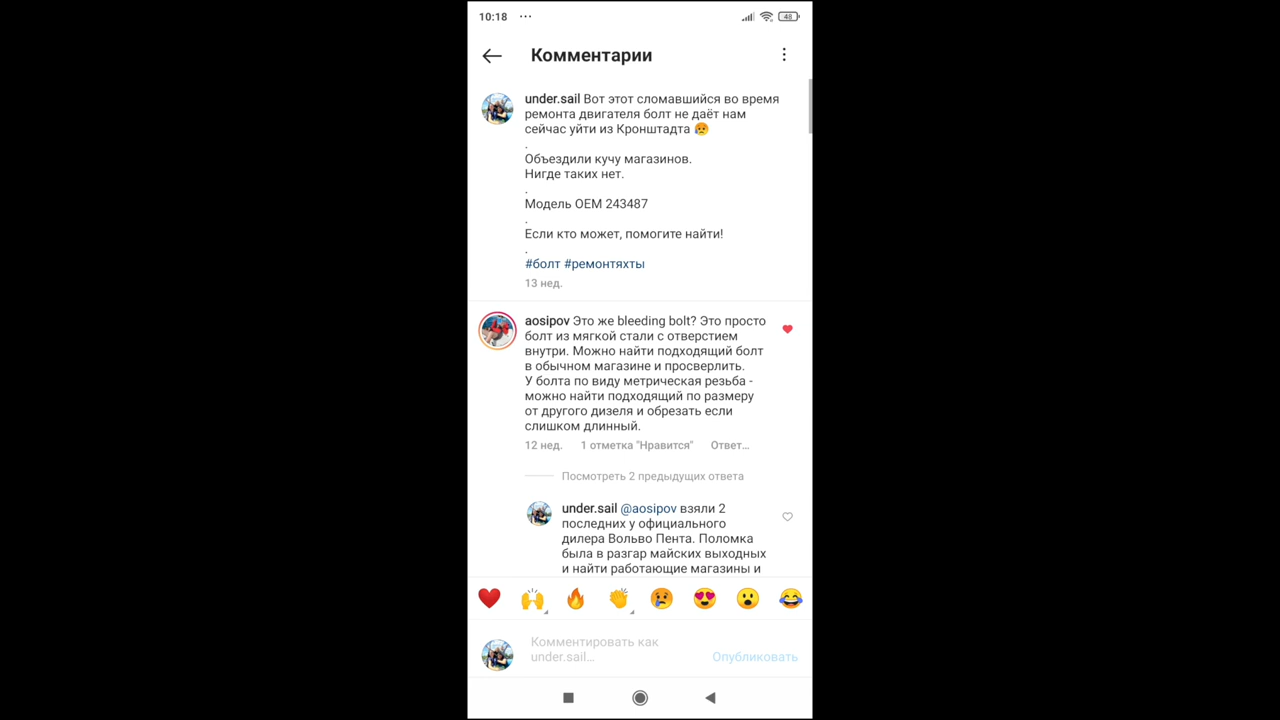 10:18 ···
48
Комментарии
under.sail Вот этот сломавшийся во время
ремонта двигателя болт не даёт нам
сейчас уйти из Кронштадта 😥
.
Объездили кучу магазинов.
Нигде таких нет.
.
Модель OEM 243487
.
Если кто может, помогите найти!
.
#болт #ремонтяхты
13 нед.
aosipov Это же bleeding bolt? Это просто
болт из мягкой стали с отверстием
внутри. Можно найти подходящий болт
в обычном магазине и просверлить.
У болта по виду метрическая резьба -
можно найти подходящий по размеру
от другого дизеля и обрезать если
слишком длинный.
12 нед. 1 отметка "Нравится" Ответ...
Посмотреть 2 предыдущих ответа
under.sail @aosipov взяли 2
последних у официального
дилера Вольво Пента. Поломка
была в разгар майских выходных
и найти работающие магазины и
Комментировать как
under.sail...
Опубликовать